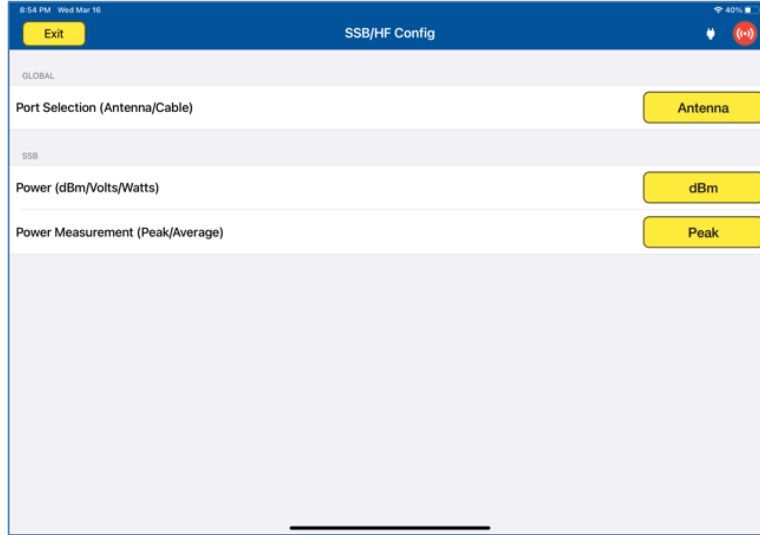 8:54 PM Wed Mar 16 40%
Exit SSB/HF Config
GLOBAL
Port Selection (Antenna/Cable) Antenna
SSB
Power (dBm/Volts/Watts) dBm
Power Measurement (Peak/Average) Peak